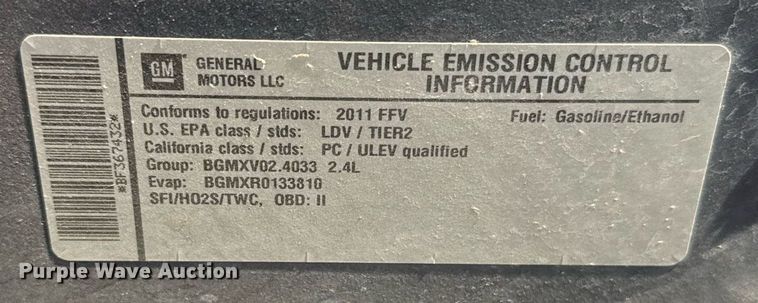 GM
GENERAL MOTORS LLC
VEHICLE EMISSION CONTROL
INFORMATION
Conforms to regulations: 2011 FFV Fuel: Gasoline/Ethanol
U.S. EPA class / stds: LDV / TIER2
California class / stds: PC / ULEV qualified
Group: BGMXV02.4033 2.4L
Evap: BGMXR0133810
SFI/HO2S/TWC, OBD: II
*BF367432*
Purple Wave Auction